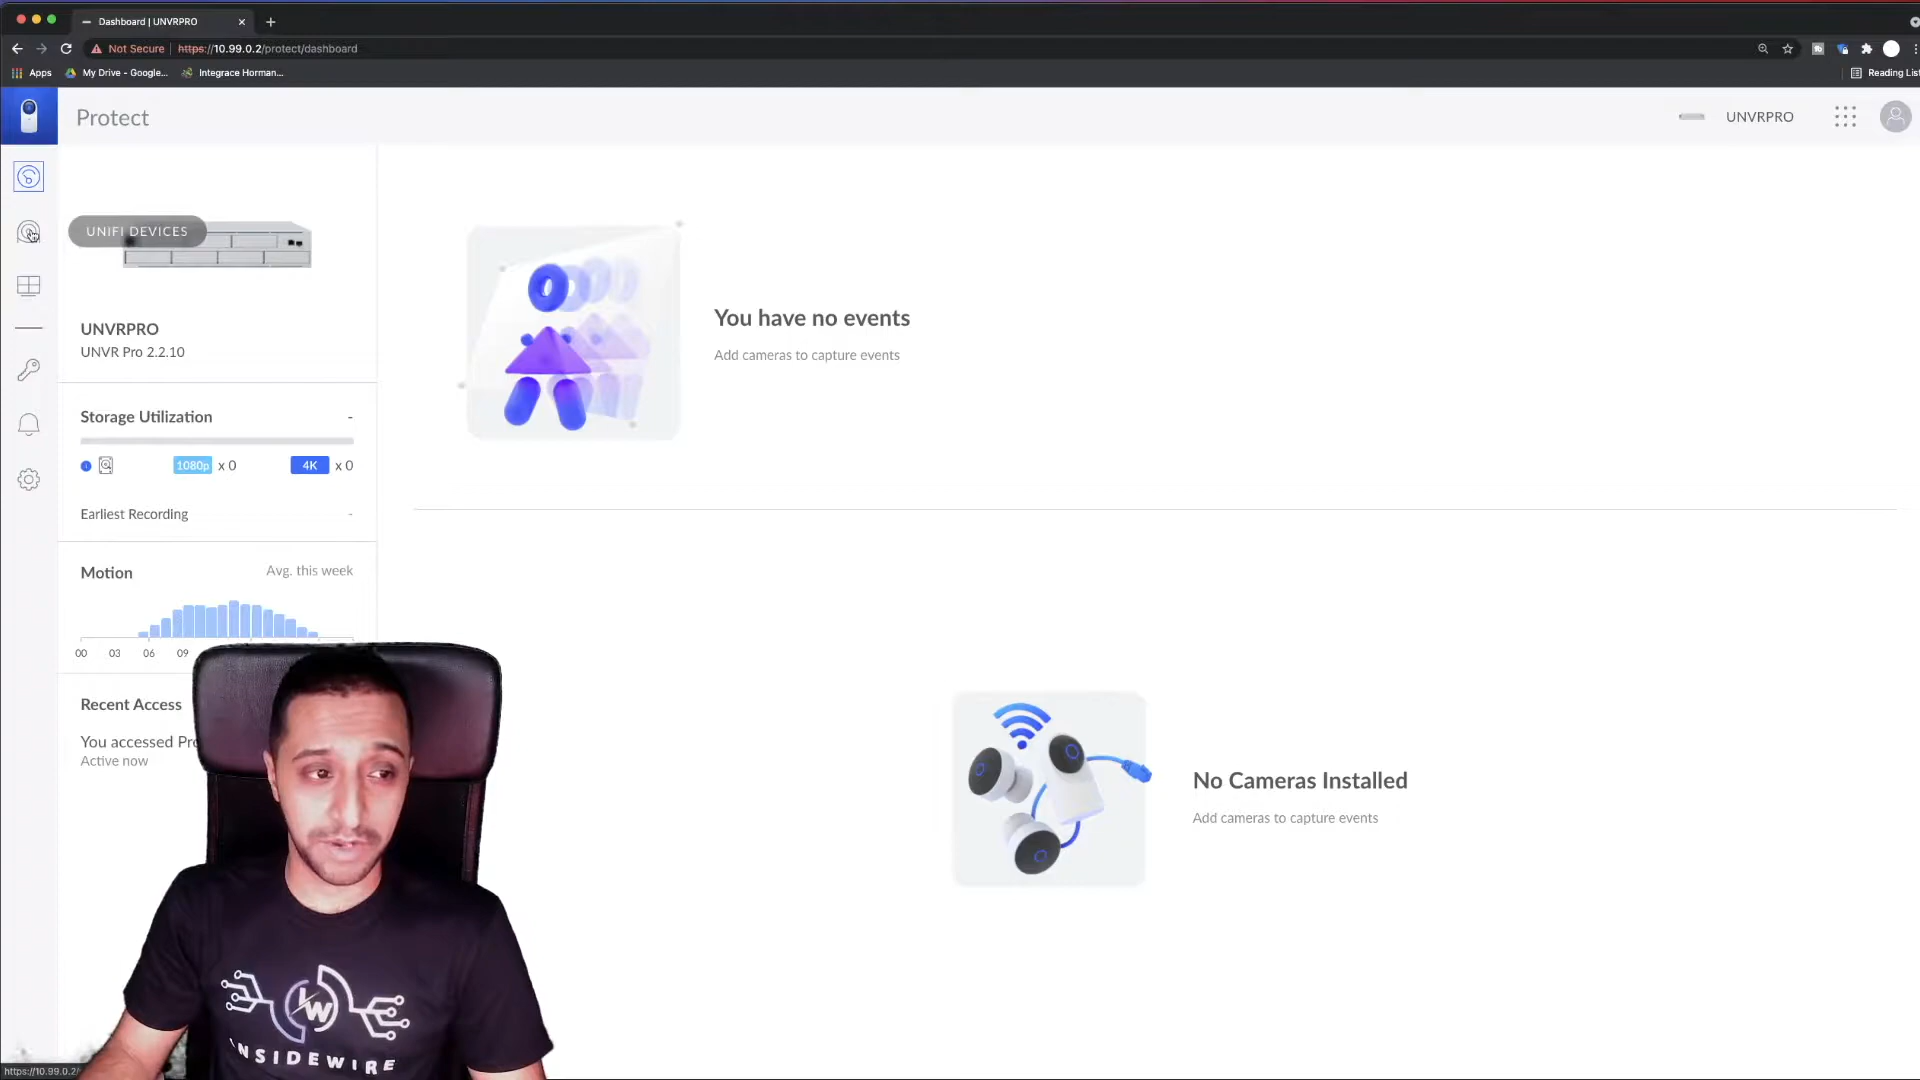 Dashboard | UNVRPRO
Not Secure | https://10.99.0.2/protect/dashboard
Apps My Drive - Google... Integrace Horman...
Reading List
Protect
UNVRPRO
UNIFI DEVICES
UNVRPRO
UNVR Pro 2.2.10
Storage Utilization -
1080p x 0 4K x 0
Earliest Recording -
Motion Avg. this week
00 03 06 09
Recent Access
You accessed Pro
Active now
You have no events
Add cameras to capture events
No Cameras Installed
Add cameras to capture events
IW
INSIDEWIRE
https://10.99.0.2/